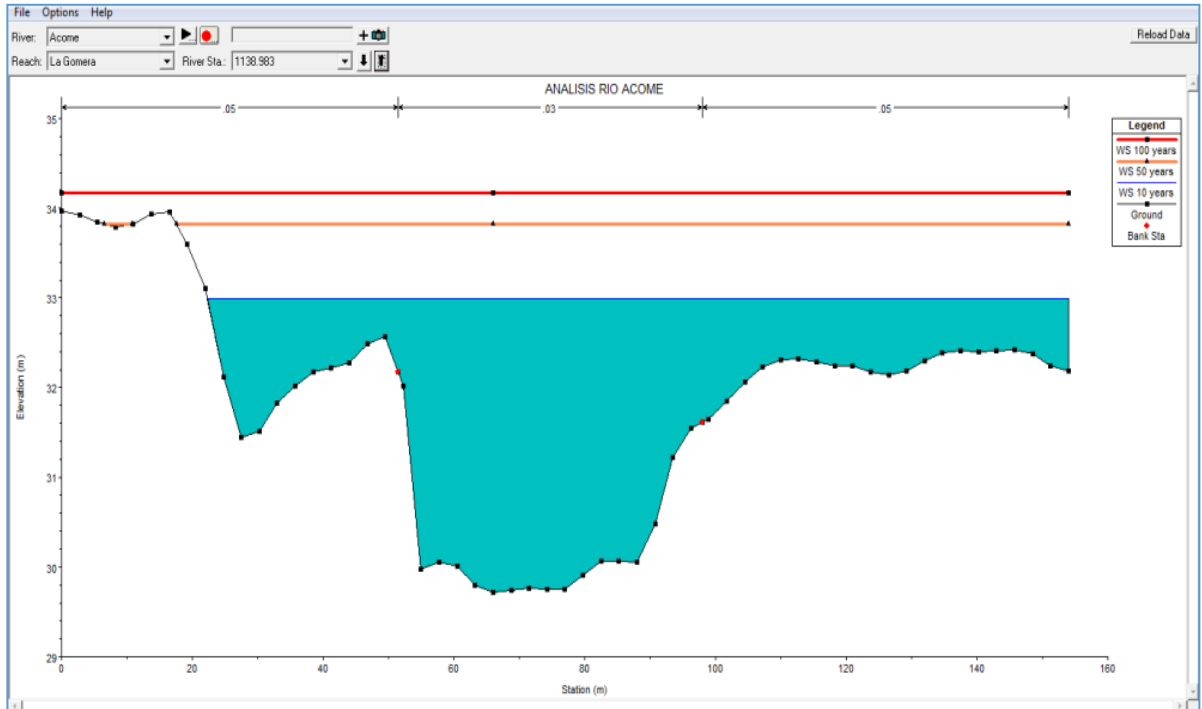 File Options Help
River: Acome
Reload Data
Reach: La Gomera River Sta.: 1138.983
ANALISIS RIO ACOME
.05 .03 .05
Legend
WS 100 years
WS 50 years
WS 10 years
Ground
Bank Sta
35
34
33
32
31
30
29
Elevation (m)
0 20 40 60 80 100 120 140 160
Station (m)